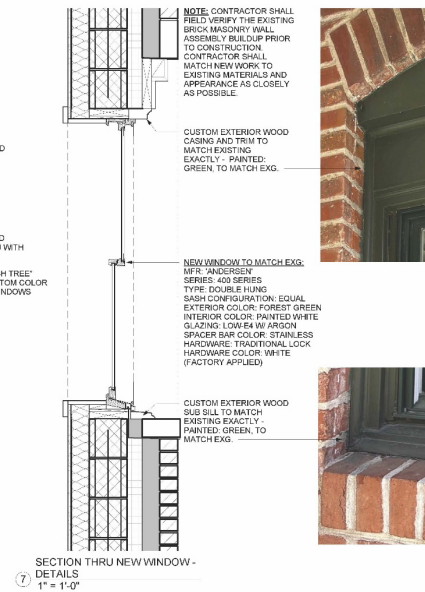 NOTE: CONTRACTOR SHALL
FIELD VERIFY THE EXISTING
BRICK MASONRY WALL
ASSEMBLY BUILDUP PRIOR
TO CONSTRUCTION.
CONTRACTOR SHALL
MATCH NEW WORK TO
EXISTING MATERIALS AND
APPEARANCE AS CLOSELY
AS POSSIBLE.
CUSTOM EXTERIOR WOOD
CASING AND TRIM TO
MATCH EXISTING
EXACTLY - PAINTED:
GREEN, TO MATCH EXG.
D
O
WITH
H TREE"
TOM COLOR
INDOWS
NEW WINDOW TO MATCH EXG:
MFR: 'ANDERSEN'
SERIES: 400 SERIES
TYPE: DOUBLE HUNG
SASH CONFIGURATION: EQUAL
EXTERIOR COLOR: FOREST GREEN
INTERIOR COLOR: PAINTED WHITE
GLAZING: LOW-E4 W/ ARGON
SPACER BAR COLOR: STAINLESS
HARDWARE: TRADITIONAL LOCK
HARDWARE COLOR: WHITE
(FACTORY APPLIED)
CUSTOM EXTERIOR WOOD
SUB SILL TO MATCH
EXISTING EXACTLY -
PAINTED: GREEN, TO
MATCH EXG.
7
SECTION THRU NEW WINDOW -
DETAILS
1" = 1'-0"